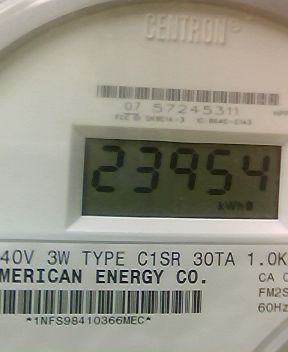 CENTRON
07 57245311
23954
kWh
40V 3W TYPE C1SR 30TA 1.0K
MERICAN ENERGY CO.
CA
FM2S
60Hz
*1NFS98410366MEC*